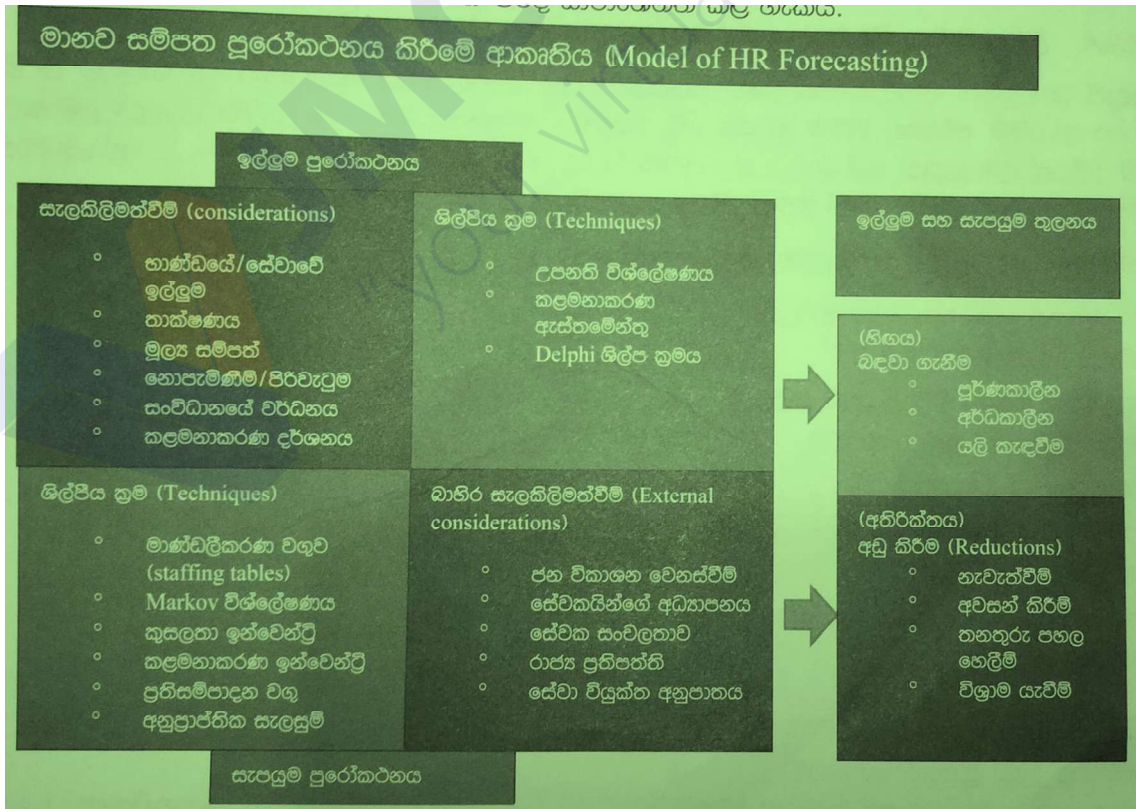 මානව සම්පත පුරෝකථනය කිරීමේ ආකෘතිය (Model of HR Forecasting)
ඉල්ලුම පුරෝකථනය
සැලකිලිමත්වීම් (considerations)
භාණ්ඩයේ/සේවාවේ
ඉල්ලුම
තාක්ෂණය
මූල්‍ය සම්පත්
නොපැමිණීම්/පිරිවැටුම
සංවිධානයේ වර්ධනය
කළමනාකරණ දර්ශනය
ශිල්පීය ක්‍රම (Techniques)
උපනති විශ්ලේෂණය
කළමනාකරණ
ඇස්තමේන්තු
Delphi ශිල්ප ක්‍රමය
ශිල්පීය ක්‍රම (Techniques)
මාණ්ඩලීකරණ වගුව
(staffing tables)
Markov විශ්ලේෂණය
කුසලතා ඉන්වෙන්ට්‍රි
කළමනාකරණ ඉන්වෙන්ට්‍රි
ප්‍රතිසම්පාදන වගු
අනුප්‍රාප්තික සැලසුම්
බාහිර සැලකිලිමත්වීම් (External
considerations)
ජන විකාශන වෙනස්වීම්
සේවකයින්ගේ අධ්‍යාපනය
සේවක සංචලතාව
රාජ්‍ය ප්‍රතිපත්ති
සේවා වියුක්ත අනුපාතය
සැපයුම පුරෝකථනය
ඉල්ලුම සහ සැපයුම තුලනය
(හිඟය)
බඳවා ගැනීම
පූර්ණකාලීන
අර්ධකාලීන
යලි කැඳවීම
(අතිරික්තය)
අඩු කිරීම (Reductions)
නැවැත්වීම්
අවසන් කිරීම්
තනතුරු පහල
හෙලීම්
විශ්‍රාම යැවීම්